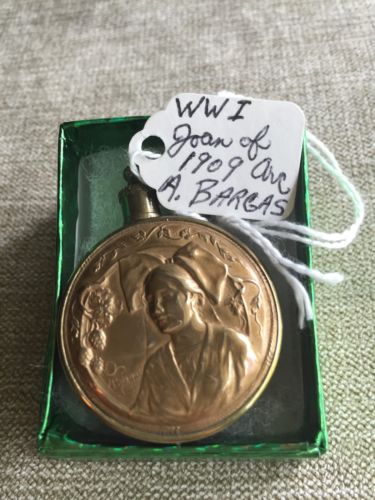 WWI
Joan of
1909 Arc
A. BARGAS